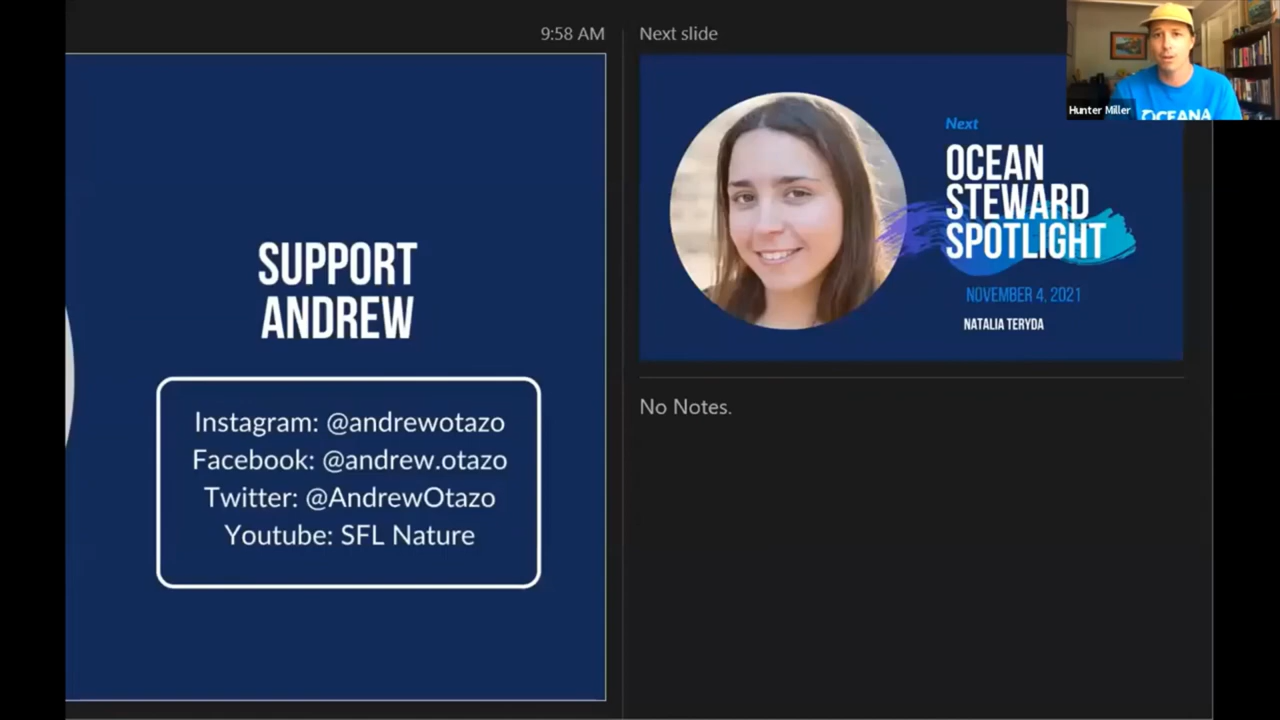 9:58 AM
SUPPORT
ANDREW
Instagram: @andrewotazo
Facebook: @andrew.otazo
Twitter: @AndrewOtazo
Youtube: SFL Nature
Next slide
Next
OCEAN
STEWARD
SPOTLIGHT
NOVEMBER 4, 2021
NATALIA TERYDA
No Notes.
Hunter Miller
OCEANA